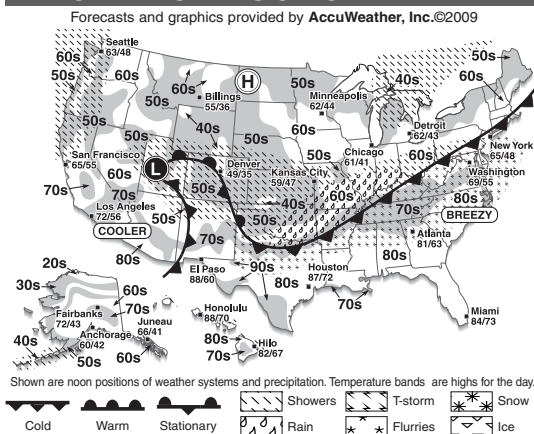 Forecasts and graphics provided by AccuWeather, Inc.©2009
Seattle
63/48
60s
50s
60s
60s
50s
Billings
55/36
H
50s
Minneapolis
62/44
40s
50s
60s
50s
50s
40s
50s
60s
Detroit
62/43
New York
65/48
San Francisco
65/55
60s
L
Denver
49/35
Kansas City
59/47
Chicago
61/41
Washington
69/55
70s
70s
50s
40s
60s
80s
Los Angeles
72/56
50s
50s
70s
BREEZY
COOLER
70s
Atlanta
81/63
80s
El Paso
88/60
90s
80s
Houston
87/72
80s
70s
20s
30s
60s
70s
Fairbanks
72/43
Anchorage
60/42
Juneau
66/41
40s
50s
60s
Honolulu
88/70
80s
70s
Hilo
82/67
Miami
84/73
Shown are noon positions of weather systems and precipitation. Temperature bands are highs for the day.
Cold
Warm
Stationary
Showers
T-storm
Snow
Rain
Flurries
Ice